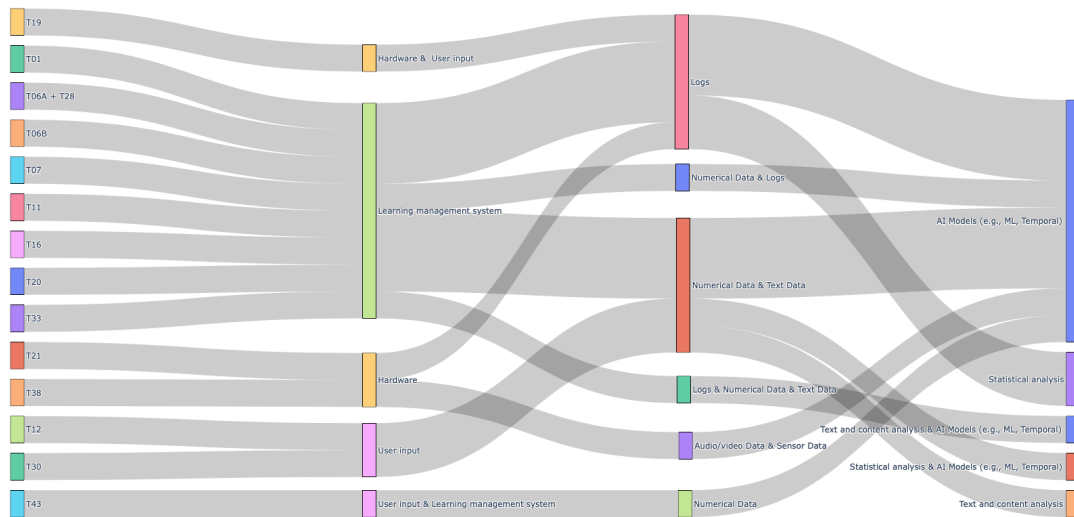 T19
T01
T06A + T28
T06B
T07
T11
T16
T20
T33
T21
T38
T12
T30
T43
Hardware & User input
Learning management system
Hardware
User input
User input & Learning management system
Logs
Numerical Data & Logs
Numerical Data & Text Data
Logs & Numerical Data & Text Data
Audio/video Data & Sensor Data
Numerical Data
AI Models (e.g., ML, Temporal)
Statistical analysis
Text and content analysis & AI Models (e.g., ML, Temporal)
Statistical analysis & AI Models (e.g., ML, Temporal)
Text and content analysis